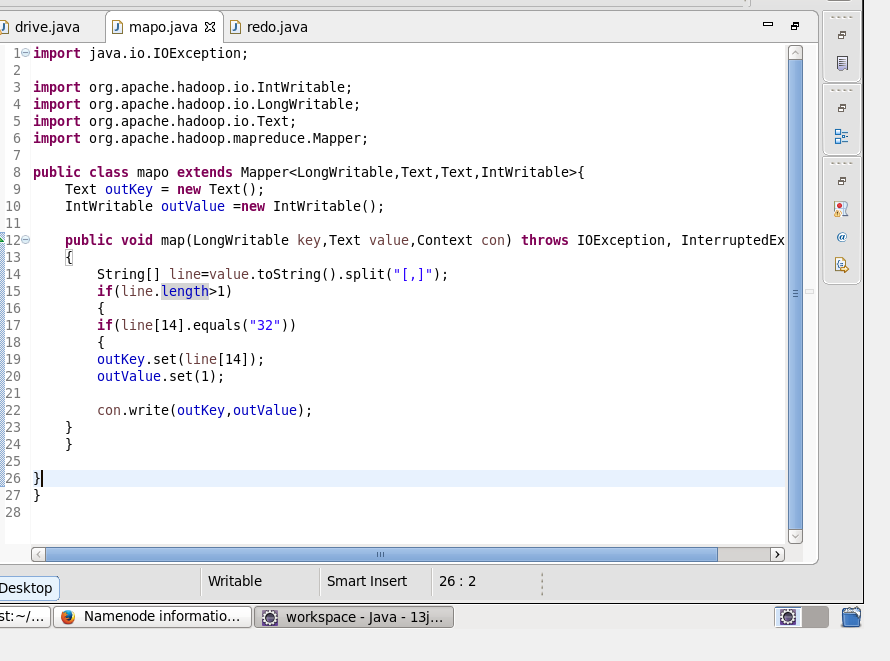 drive.java mapo.java redo.java
1 import java.io.IOException;
2
3 import org.apache.hadoop.io.IntWritable;
4 import org.apache.hadoop.io.LongWritable;
5 import org.apache.hadoop.io.Text;
6 import org.apache.hadoop.mapreduce.Mapper;
7
8 public class mapo extends Mapper<LongWritable,Text,Text,IntWritable>{
9 Text outKey = new Text();
10 IntWritable outValue =new IntWritable();
11
12 public void map(LongWritable key,Text value,Context con) throws IOException, InterruptedEx
13 {
14 String[] line=value.toString().split("[,]");
15 if(line.length>1)
16 {
17 if(line[14].equals("32"))
18 {
19 outKey.set(line[14]);
20 outValue.set(1);
21
22 con.write(outKey,outValue);
23 }
24 }
25
26 }
27 }
28
Desktop Writable Smart Insert 26 : 2
st:~/... Namenode informatio... workspace - Java - 13j...